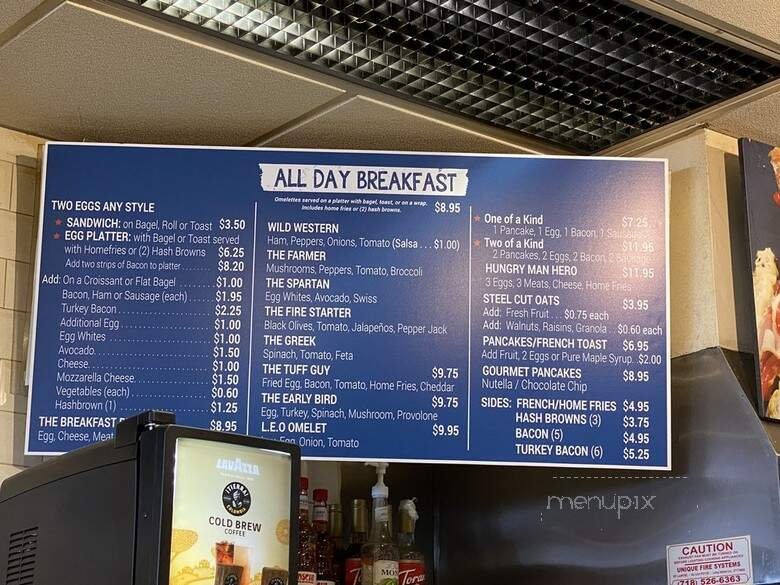 ALL DAY BREAKFAST
Omelettes served on a platter with bagel, toast, or on a wrap.
Includes home fries or (2) hash browns. $8.95
TWO EGGS ANY STYLE
★ SANDWICH: on Bagel, Roll or Toast $3.50
★ EGG PLATTER: with Bagel or Toast served
with Homefries or (2) Hash Browns $6.25
Add two strips of Bacon to platter ........ $8.20
Add: On a Croissant or Flat Bagel $1.00
Bacon, Ham or Sausage (each) .... $1.95
Turkey Bacon .................... $2.25
Additional Egg .................. $1.00
Egg Whites ...................... $1.00
Avocado. ........................ $1.50
Cheese. ......................... $1.00
Mozzarella Cheese. .............. $1.50
Vegetables (each) ............... $0.60
Hashbrown (1) ................... $1.25
THE BREAKFAST $8.95
Egg, Cheese, Meat
WILD WESTERN
Ham, Peppers, Onions, Tomato (Salsa . . . $1.00)
THE FARMER
Mushrooms, Peppers, Tomato, Broccoli
THE SPARTAN
Egg Whites, Avocado, Swiss
THE FIRE STARTER
Black Olives, Tomato, Jalapeños, Pepper Jack
THE GREEK
Spinach, Tomato, Feta
THE TUFF GUY $9.75
Fried Egg, Bacon, Tomato, Home Fries, Cheddar
THE EARLY BIRD $9.75
Egg, Turkey, Spinach, Mushroom, Provolone
L.E.O OMELET $9.95
Egg, Onion, Tomato
★ One of a Kind $7.25
1 Pancake, 1 Egg, 1 Bacon, 1 Sausage
★ Two of a Kind $11.95
2 Pancakes, 2 Eggs, 2 Bacon, 2 Sausage
HUNGRY MAN HERO $11.95
3 Eggs, 3 Meats, Cheese, Home Fries
STEEL CUT OATS $3.95
Add: Fresh Fruit . . $0.75 each
Add: Walnuts, Raisins, Granola . . $0.60 each
PANCAKES/FRENCH TOAST $6.95
Add Fruit, 2 Eggs or Pure Maple Syrup. .$2.00
GOURMET PANCAKES $8.95
Nutella / Chocolate Chip
SIDES: FRENCH/HOME FRIES $4.95
HASH BROWNS (3) $3.75
BACON (5) $4.95
TURKEY BACON (6) $5.25
LAVAZZA
¡TIERRA!
COLOMBIA
COLD BREW
COFFEE
menupix
CAUTION
UNIQUE FIRE SYSTEMS
(718) 526-6363
Torani